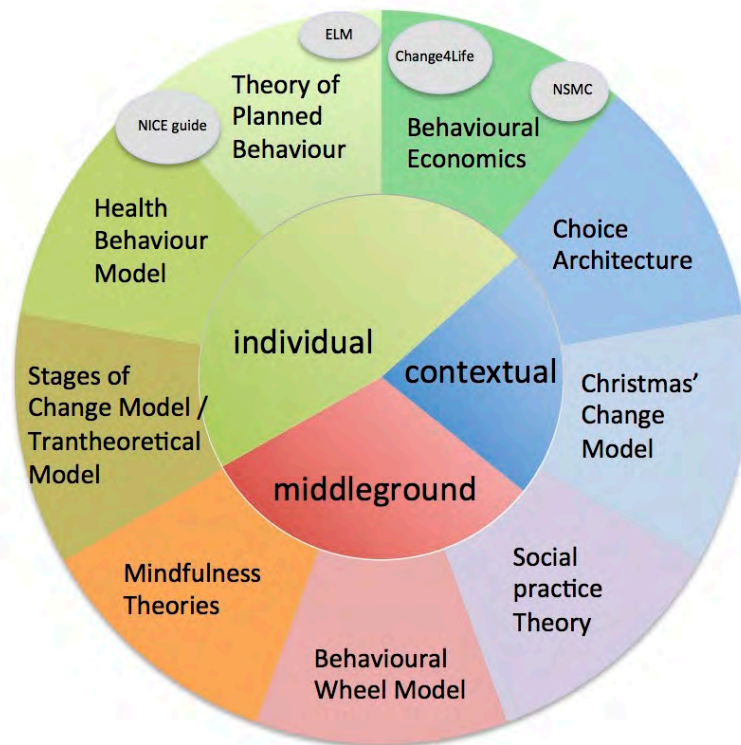 ELM
Change4Life
NSMC
NICE guide
Theory of
Planned
Behaviour
Behavioural
Economics
Health
Behaviour
Model
Choice
Architecture
individual
contextual
middleground
Stages of
Change Model /
Trantheoretical
Model
Christmas’
Change
Model
Mindfulness
Theories
Social
practice
Theory
Behavioural
Wheel Model